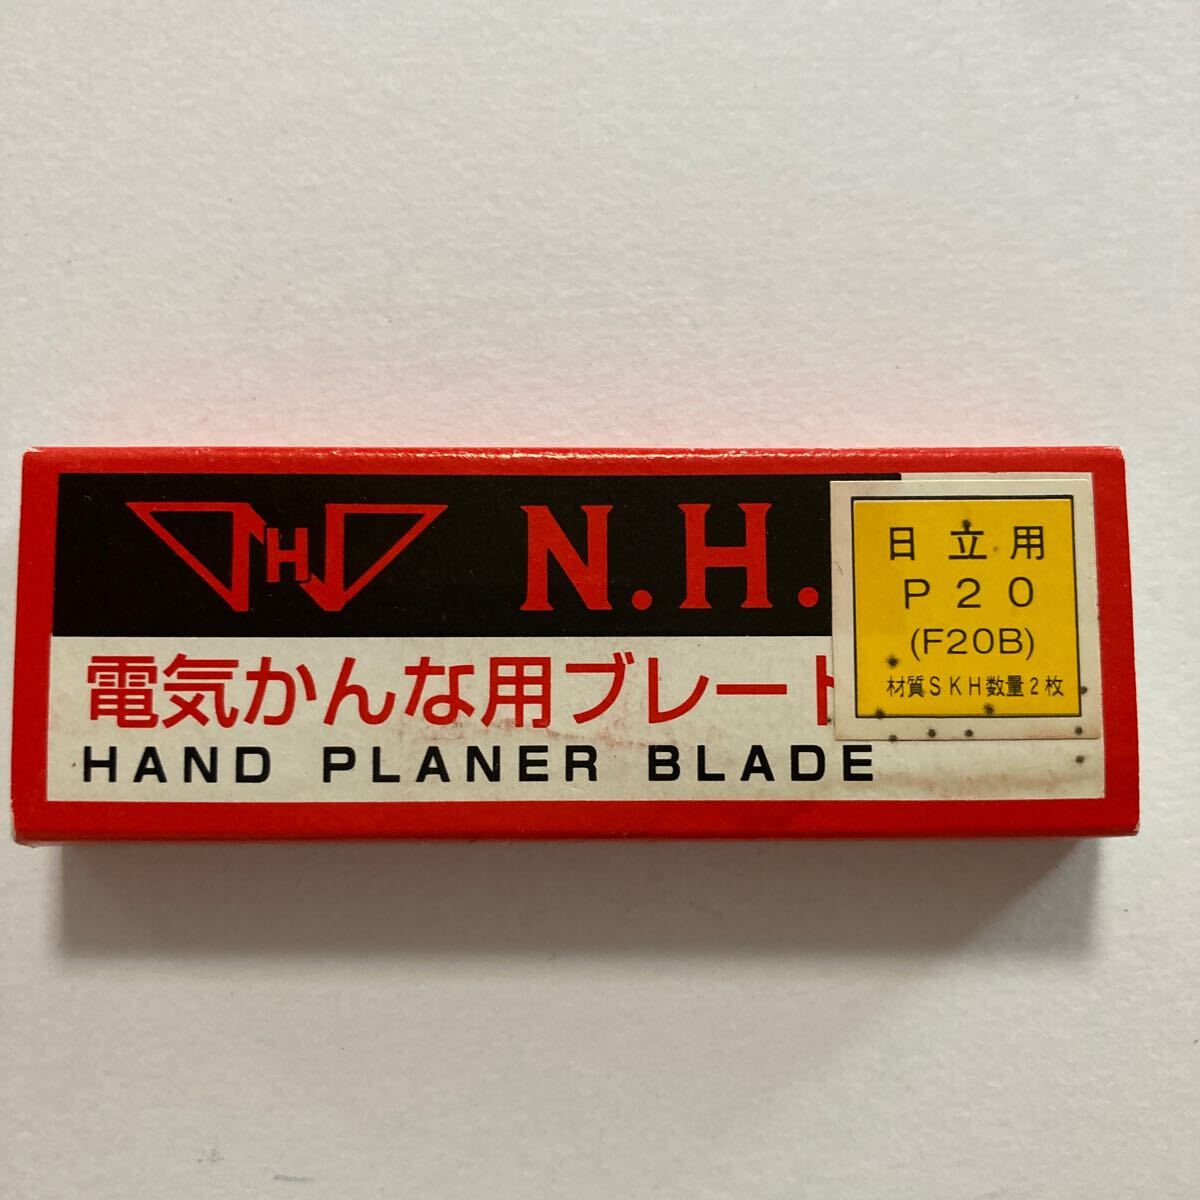 H
N.H.
電気かんな用ブレード
HAND PLANER BLADE
日立用
P20
(F20B)
材質SKH数量2枚